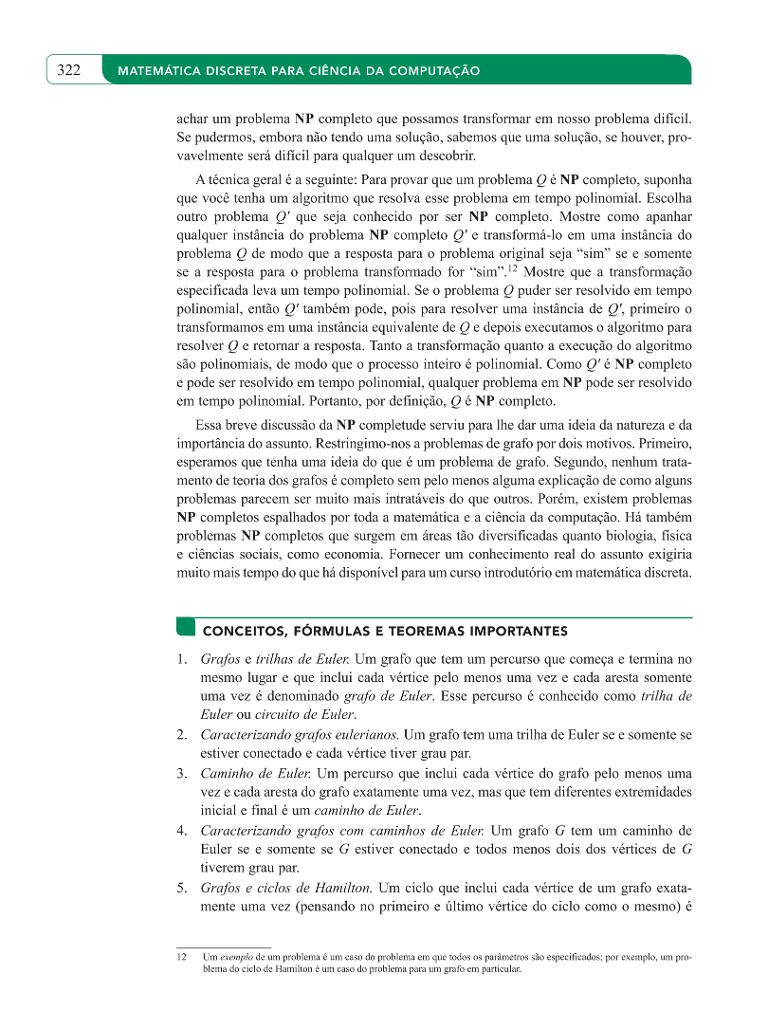 322
MATEMÁTICA DISCRETA PARA CIÊNCIA DA COMPUTAÇÃO
achar um problema NP completo que possamos transformar em nosso problema difícil.
Se pudermos, embora não tendo uma solução, sabemos que uma solução, se houver, pro-
vavelmente será difícil para qualquer um descobrir.
A técnica geral é a seguinte: Para provar que um problema Q é NP completo, suponha
que você tenha um algoritmo que resolva esse problema em tempo polinomial. Escolha
outro problema Q' que seja conhecido por ser NP completo. Mostre como apanhar
qualquer instância do problema NP completo Q' e transformá-lo em uma instância do
problema Q de modo que a resposta para o problema original seja “sim” se e somente
se a resposta para o problema transformado for “sim”.12 Mostre que a transformação
especificada leva um tempo polinomial. Se o problema Q puder ser resolvido em tempo
polinomial, então Q' também pode, pois para resolver uma instância de Q', primeiro o
transformamos em uma instância equivalente de Q e depois executamos o algoritmo para
resolver Q e retornar a resposta. Tanto a transformação quanto a execução do algoritmo
são polinomiais, de modo que o processo inteiro é polinomial. Como Q' é NP completo
e pode ser resolvido em tempo polinomial, qualquer problema em NP pode ser resolvido
em tempo polinomial. Portanto, por definição, Q é NP completo.
Essa breve discussão da NP completude serviu para lhe dar uma ideia da natureza e da
importância do assunto. Restringimo-nos a problemas de grafo por dois motivos. Primeiro,
esperamos que tenha uma ideia do que é um problema de grafo. Segundo, nenhum trata-
mento de teoria dos grafos é completo sem pelo menos alguma explicação de como alguns
problemas parecem ser muito mais intratáveis do que outros. Porém, existem problemas
NP completos espalhados por toda a matemática e a ciência da computação. Há também
problemas NP completos que surgem em áreas tão diversificadas quanto biologia, física
e ciências sociais, como economia. Fornecer um conhecimento real do assunto exigiria
muito mais tempo do que há disponível para um curso introdutório em matemática discreta.
CONCEITOS, FÓRMULAS E TEOREMAS IMPORTANTES
1. Grafos e trilhas de Euler. Um grafo que tem um percurso que começa e termina no
mesmo lugar e que inclui cada vértice pelo menos uma vez e cada aresta somente
uma vez é denominado grafo de Euler. Esse percurso é conhecido como trilha de
Euler ou circuito de Euler.
2. Caracterizando grafos eulerianos. Um grafo tem uma trilha de Euler se e somente se
estiver conectado e cada vértice tiver grau par.
3. Caminho de Euler. Um percurso que inclui cada vértice do grafo pelo menos uma
vez e cada aresta do grafo exatamente uma vez, mas que tem diferentes extremidades
inicial e final é um caminho de Euler.
4. Caracterizando grafos com caminhos de Euler. Um grafo G tem um caminho de
Euler se e somente se G estiver conectado e todos menos dois dos vértices de G
tiverem grau par.
5. Grafos e ciclos de Hamilton. Um ciclo que inclui cada vértice de um grafo exata-
mente uma vez (pensando no primeiro e último vértice do ciclo como o mesmo) é
12 Um exemplo de um problema é um caso do problema em que todos os parâmetros são especificados; por exemplo, um pro-
blema do ciclo de Hamilton é um caso do problema para um grafo em particular.